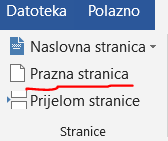 Datoteka Polazno
Naslovna stranica
Prazna stranica
Prijelom stranice
Stranice